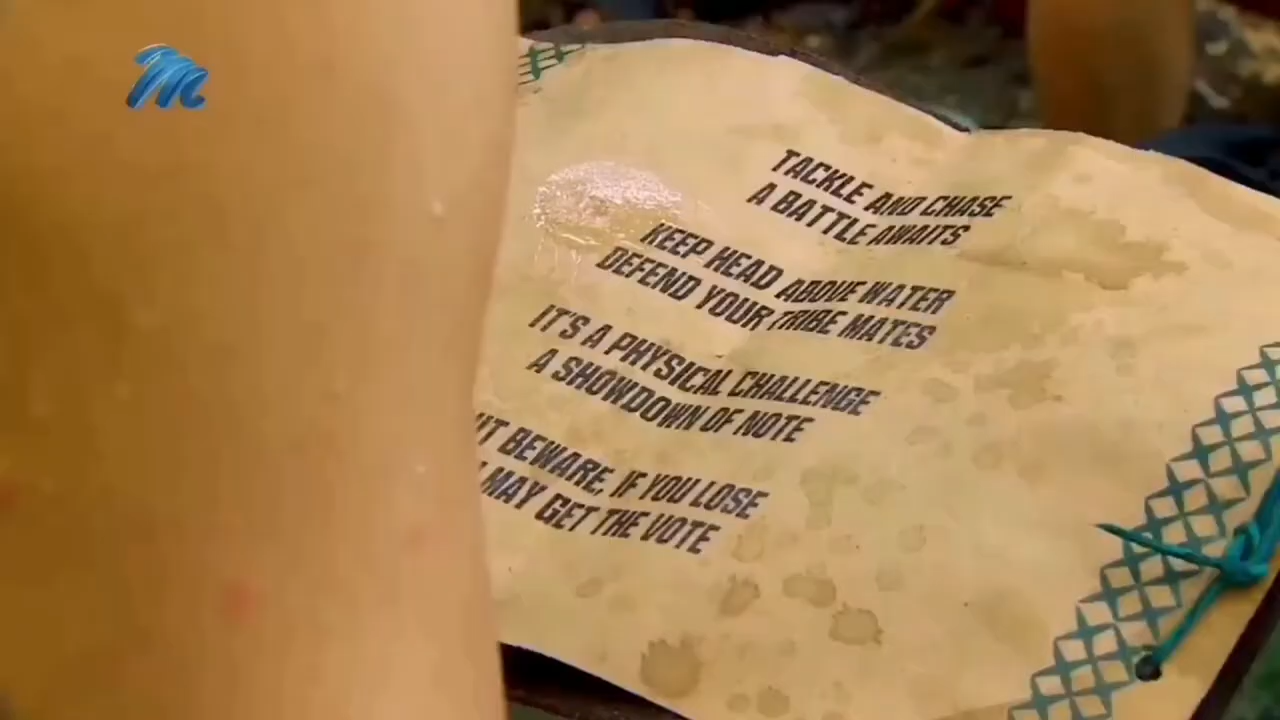 TACKLE AND CHASE
A BATTLE AWAITS
KEEP HEAD ABOVE WATER
DEFEND YOUR TRIBE MATES
IT'S A PHYSICAL CHALLENGE
A SHOWDOWN OF NOTE
BEWARE, IF YOU LOSE
MAY GET THE VOTE